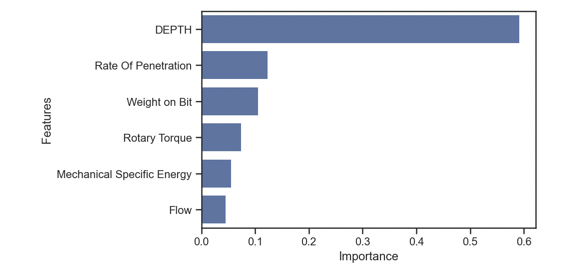 DEPTH
Rate Of Penetration
Weight on Bit
Rotary Torque
Mechanical Specific Energy
Flow
Features
0.0 0.1 0.2 0.3 0.4 0.5 0.6
Importance